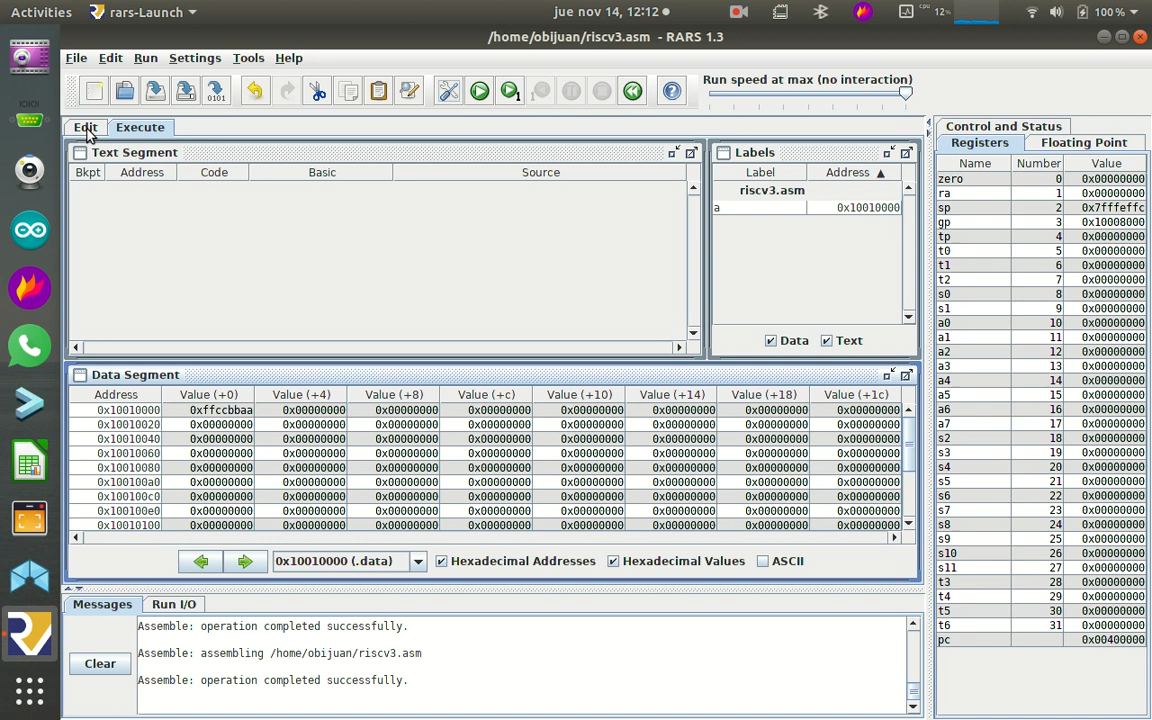 Activities rars-Launch jue nov 14, 12:12 cpu 12% 100 %
/home/obijuan/riscv3.asm - RARS 1.3
File Edit Run Settings Tools Help
0101 1 Run speed at max (no interaction)
Edit Execute
Text Segment
Bkpt Address Code Basic Source
Labels
Label Address ▲
riscv3.asm
a 0x10010000
Data Text
Data Segment
Address Value (+0) Value (+4) Value (+8) Value (+c) Value (+10) Value (+14) Value (+18) Value (+1c)
0x10010000 0xffccbbaa 0x00000000 0x00000000 0x00000000 0x00000000 0x00000000 0x00000000 0x00000000
0x10010020 0x00000000 0x00000000 0x00000000 0x00000000 0x00000000 0x00000000 0x00000000 0x00000000
0x10010040 0x00000000 0x00000000 0x00000000 0x00000000 0x00000000 0x00000000 0x00000000 0x00000000
0x10010060 0x00000000 0x00000000 0x00000000 0x00000000 0x00000000 0x00000000 0x00000000 0x00000000
0x10010080 0x00000000 0x00000000 0x00000000 0x00000000 0x00000000 0x00000000 0x00000000 0x00000000
0x100100a0 0x00000000 0x00000000 0x00000000 0x00000000 0x00000000 0x00000000 0x00000000 0x00000000
0x100100c0 0x00000000 0x00000000 0x00000000 0x00000000 0x00000000 0x00000000 0x00000000 0x00000000
0x100100e0 0x00000000 0x00000000 0x00000000 0x00000000 0x00000000 0x00000000 0x00000000 0x00000000
0x10010100 0x00000000 0x00000000 0x00000000 0x00000000 0x00000000 0x00000000 0x00000000 0x00000000
0x10010000 (.data) Hexadecimal Addresses Hexadecimal Values ASCII
Messages Run I/O
Assemble: operation completed successfully.
Assemble: assembling /home/obijuan/riscv3.asm
Assemble: operation completed successfully.
Clear
Control and Status
Registers Floating Point
Name Number Value
zero 0 0x00000000
ra 1 0x00000000
sp 2 0x7fffeffc
gp 3 0x10008000
tp 4 0x00000000
t0 5 0x00000000
t1 6 0x00000000
t2 7 0x00000000
s0 8 0x00000000
s1 9 0x00000000
a0 10 0x00000000
a1 11 0x00000000
a2 12 0x00000000
a3 13 0x00000000
a4 14 0x00000000
a5 15 0x00000000
a6 16 0x00000000
a7 17 0x00000000
s2 18 0x00000000
s3 19 0x00000000
s4 20 0x00000000
s5 21 0x00000000
s6 22 0x00000000
s7 23 0x00000000
s8 24 0x00000000
s9 25 0x00000000
s10 26 0x00000000
s11 27 0x00000000
t3 28 0x00000000
t4 29 0x00000000
t5 30 0x00000000
t6 31 0x00000000
pc 0x00400000